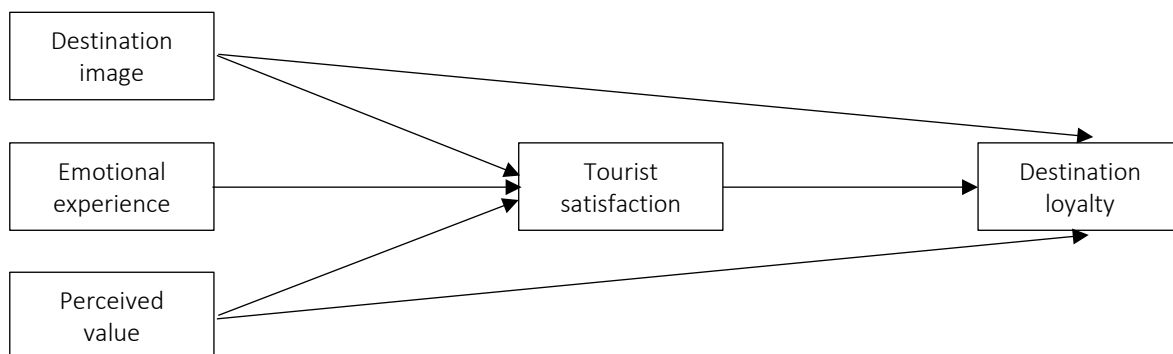 Destination
image
Emotional
experience
Tourist
satisfaction
Destination
loyalty
Perceived
value